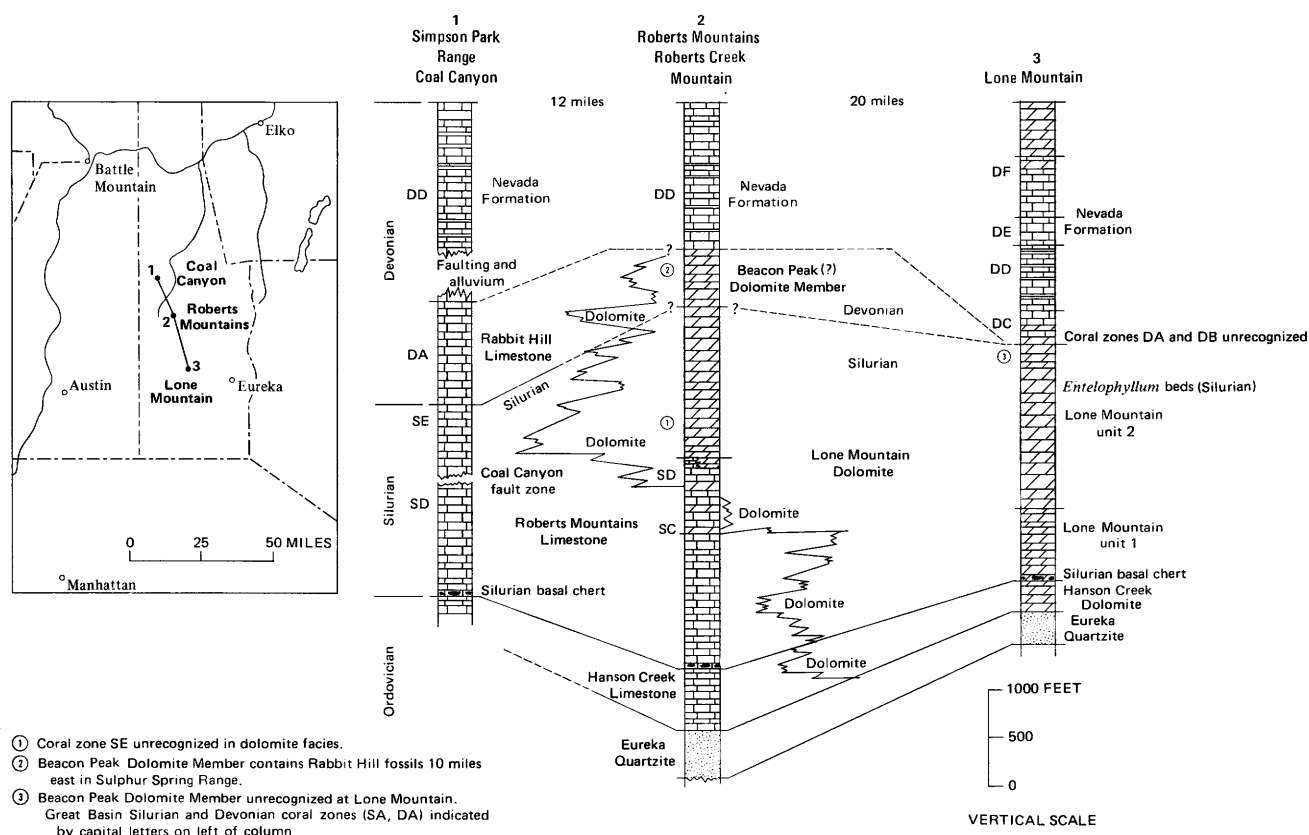 1
Simpson Park
Range
Coal Canyon
2
Roberts Mountains
Roberts Creek
Mountain
3
Lone Mountain
12 miles
20 miles
Elko
Battle
Mountain
1
Coal
Canyon
2
Roberts
Mountains
3
Lone
Mountain
Austin
Eureka
0 25 50 MILES
Manhattan
Devonian
Silurian
Ordovician
DD
Nevada
Formation
Faulting and
alluvium
DA
Rabbit Hill
Limestone
Silurian
SE
Coal Canyon
fault zone
SD
Roberts Mountains
Limestone
Silurian basal chert
Dolomite
Dolomite
DD
Nevada
Formation
?
②
Beacon Peak (?)
Dolomite Member
? ?
Devonian
Silurian
①
Lone Mountain
Dolomite
SD
SC
Dolomite
Dolomite
Dolomite
Hanson Creek
Limestone
Eureka
Quartzite
DF
Nevada
Formation
DE
DD
DC
Coral zones DA and DB unrecognized
③
Entelophyllum beds (Silurian)
Lone Mountain
unit 2
Lone Mountain
unit 1
Silurian basal chert
Hanson Creek
Dolomite
Eureka
Quartzite
1000 FEET
500
0
VERTICAL SCALE
① Coral zone SE unrecognized in dolomite facies.
② Beacon Peak Dolomite Member contains Rabbit Hill fossils 10 miles
east in Sulphur Spring Range.
③ Beacon Peak Dolomite Member unrecognized at Lone Mountain.
Great Basin Silurian and Devonian coral zones (SA, DA) indicated
by capital letters on left of column